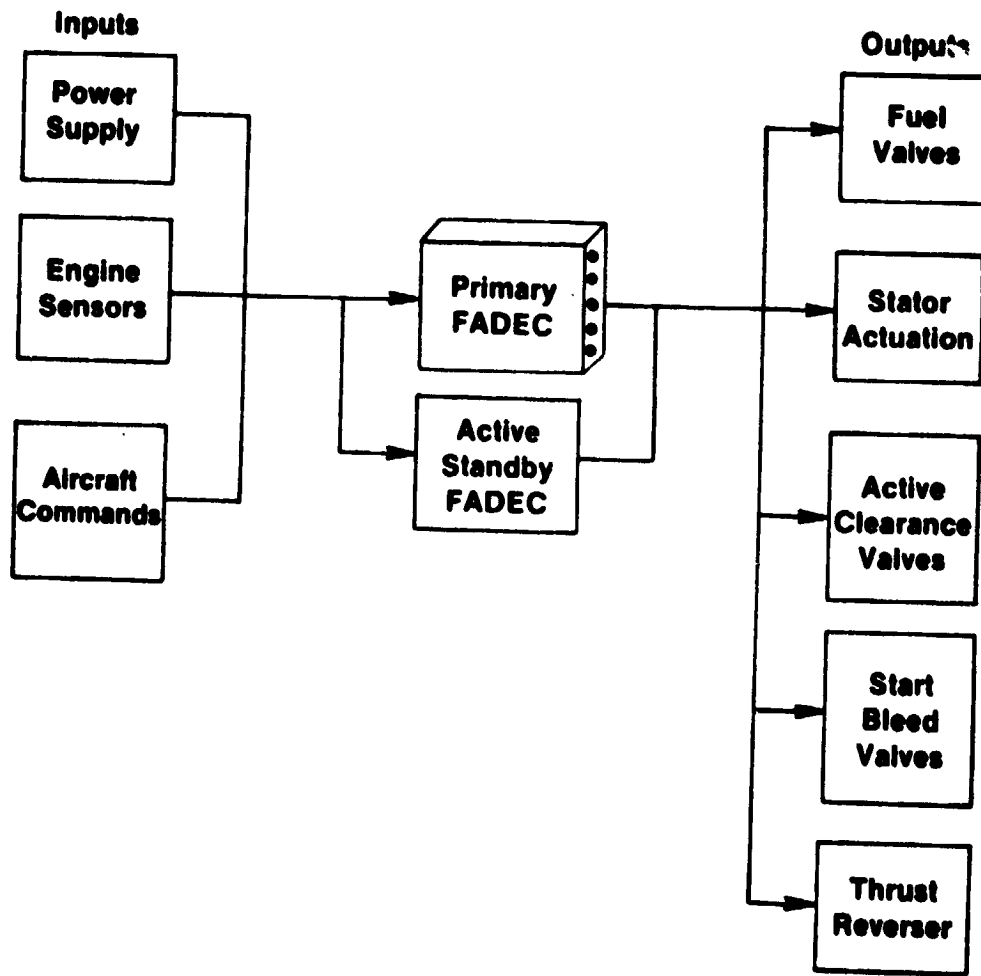 Inputs
Power
Supply
Engine
Sensors
Aircraft
Commands
Primary
FADEC
Active
Standby
FADEC
Outputs
Fuel
Valves
Stator
Actuation
Active
Clearance
Valves
Start
Bleed
Valves
Thrust
Reverser